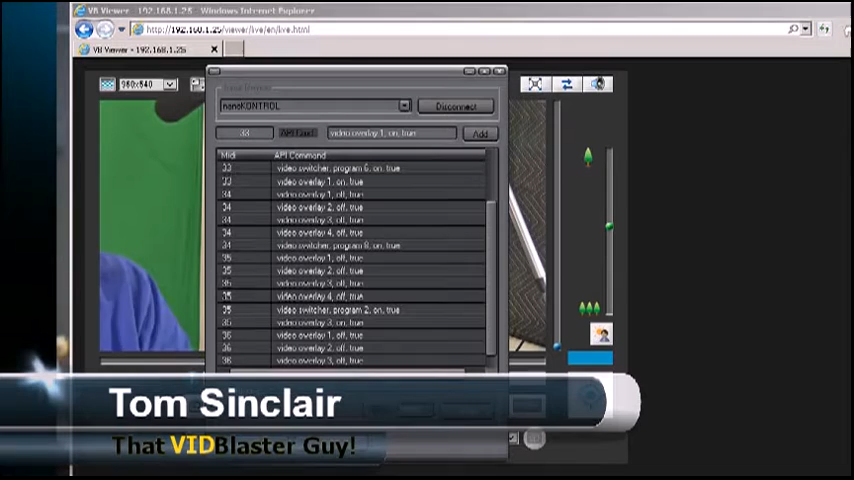 VB Viewer - 192.168.1.25 - Windows Internet Explorer
http://192.168.1.25/viewer/live/en/live.html
VB Viewer - 192.168.1.25
960x540
nanoKONTROL
Disconnect
33
API Cmd
video overlay 1, on, true
Add
Midi API Command
33 video switcher, program 6, on, true
33 video overlay 1, on, true
34 video overlay 1, off, true
34 video overlay 2, off, true
34 video overlay 3, off, true
34 video overlay 4, off, true
34 video switcher, program 8, on, true
35 video overlay 1, off, true
35 video overlay 2, off, true
35 video overlay 3, off, true
35 video overlay 4, off, true
35 video switcher, program 2, on, true
video overlay 3, on, true
36 video overlay 1, off, true
36 video overlay 2, off, true
36 video overlay 3, off, true
Tom Sinclair
That VIDBlaster Guy!